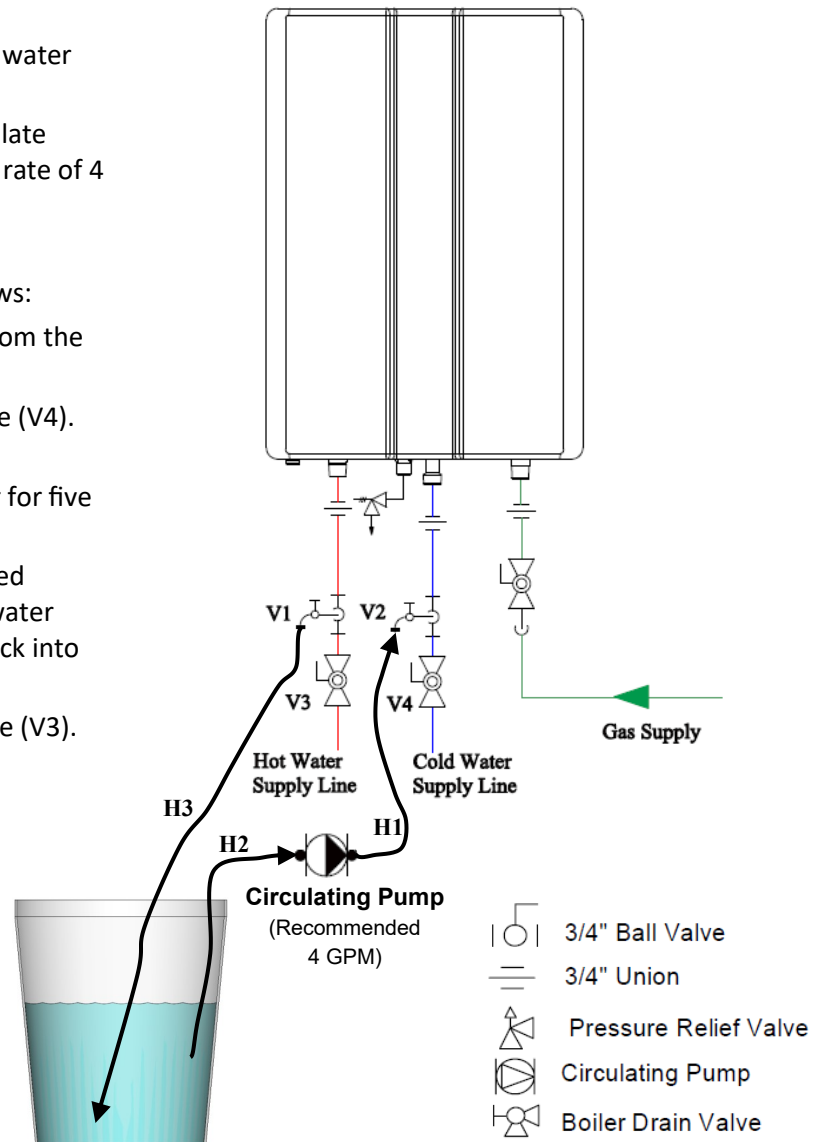 water
late
rate of 4
ws:
om the
e (V4).
for five
ed
vater
ck into
e (V3).
V1
V2
V3
V4
Gas Supply
Hot Water
Supply Line
Cold Water
Supply Line
H3
H2
H1
Circulating Pump
(Recommended
4 GPM)
3/4" Ball Valve
3/4" Union
Pressure Relief Valve
Circulating Pump
Boiler Drain Valve